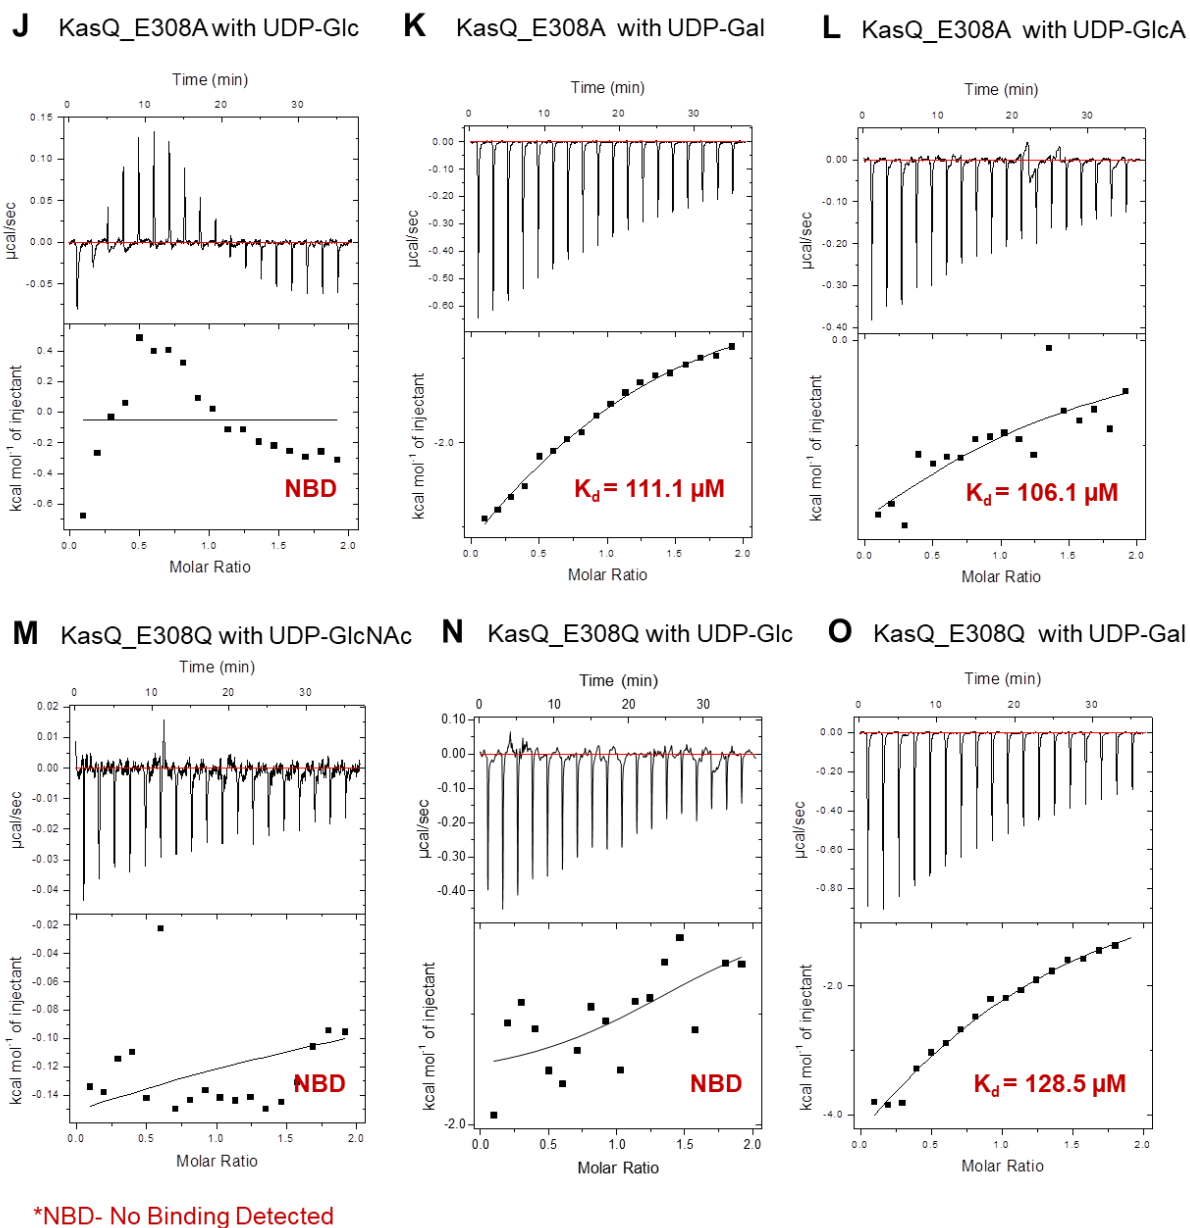 J KasQ_E308A with UDP-Glc
Time (min)
0 10 20 30
0.15
0.10
0.05
0.00
-0.05
µcal/sec
0.4
0.2
0.0
-0.2
-0.4
-0.6
kcal mol⁻¹ of injectant
NBD
0.0 0.5 1.0 1.5 2.0
Molar Ratio
K KasQ_E308A with UDP-Gal
Time (min)
0 10 20 30
0.00
-0.10
-0.20
-0.30
-0.40
-0.50
-0.60
µcal/sec
-2.0
kcal mol⁻¹ of injectant
K_d = 111.1 µM
0.0 0.5 1.0 1.5 2.0
Molar Ratio
L KasQ_E308A with UDP-GlcA
Time (min)
0 10 20 30
0.00
-0.10
-0.20
-0.30
-0.40
µcal/sec
0.0
kcal mol⁻¹ of injectant
K_d = 106.1 µM
0.0 0.5 1.0 1.5 2.0
Molar Ratio
M KasQ_E308Q with UDP-GlcNAc
Time (min)
0 10 20 30
0.02
0.01
0.00
-0.01
-0.02
-0.03
-0.04
µcal/sec
-0.02
-0.04
-0.06
-0.08
-0.10
-0.12
-0.14
kcal mol⁻¹ of injectant
NBD
0.0 0.5 1.0 1.5 2.0
Molar Ratio
N KasQ_E308Q with UDP-Glc
Time (min)
0 10 20 30
0.10
0.00
-0.10
-0.20
-0.30
-0.40
µcal/sec
-2.0
kcal mol⁻¹ of injectant
NBD
0.0 0.5 1.0 1.5 2.0
Molar Ratio
O KasQ_E308Q with UDP-Gal
Time (min)
0 10 20 30
0.00
-0.20
-0.40
-0.60
-0.80
µcal/sec
-2.0
-4.0
kcal mol⁻¹ of injectant
K_d = 128.5 µM
0.0 0.5 1.0 1.5 2.0
Molar Ratio
*NBD- No Binding Detected